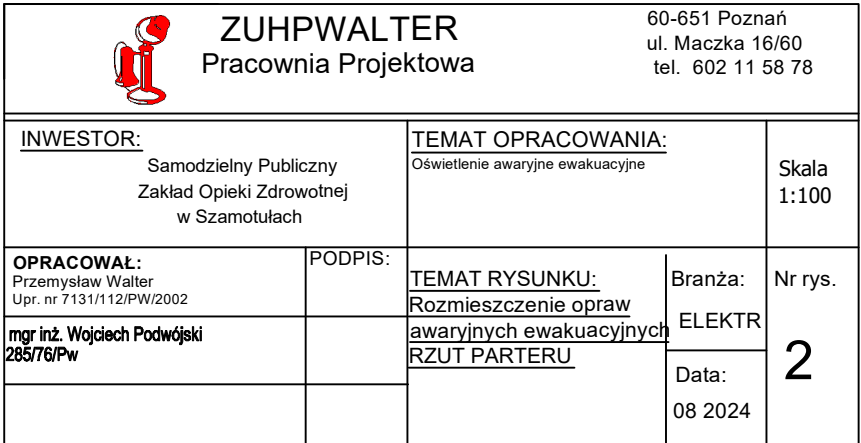 ZUHPWALTER
Pracownia Projektowa
60-651 Poznań
ul. Maczka 16/60
tel. 602 11 58 78
INWESTOR:
Samodzielny Publiczny
Zakład Opieki Zdrowotnej
w Szamotułach
TEMAT OPRACOWANIA:
Oświetlenie awaryjne ewakuacyjne
Skala
1:100
OPRACOWAŁ:
Przemysław Walter
Upr. nr 7131/112/PW/2002
PODPIS:
mgr inż. Wojciech Podwójski
285/76/Pw
TEMAT RYSUNKU:
Rozmieszczenie opraw
awaryjnych ewakuacyjnych
RZUT PARTERU
Branża:
ELEKTR
Data:
08 2024
Nr rys.
2